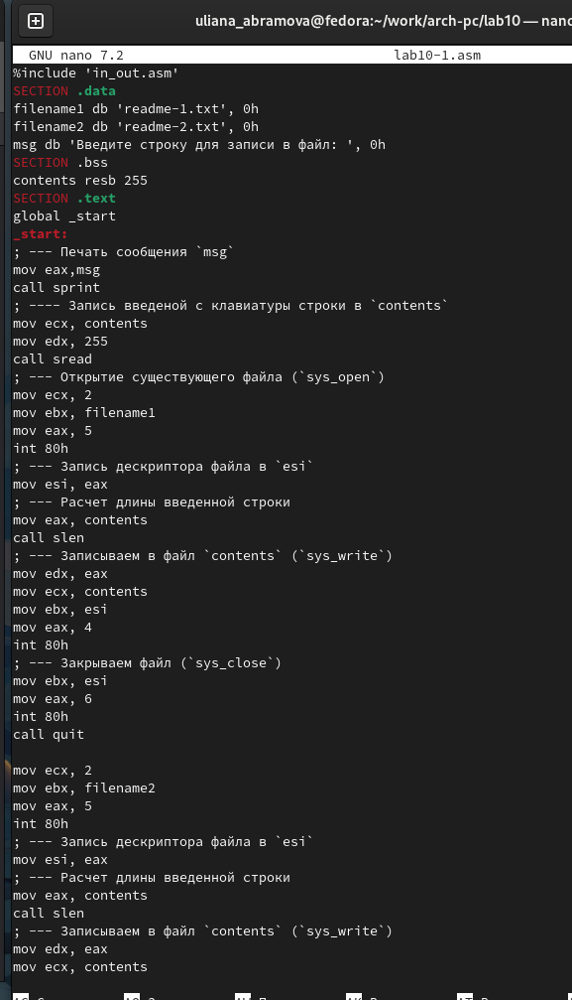 uliana_abramova@fedora:~/work/arch-pc/lab10 — nano
GNU nano 7.2 lab10-1.asm
%include 'in_out.asm'
SECTION .data
filename1 db 'readme-1.txt', 0h
filename2 db 'readme-2.txt', 0h
msg db 'Введите строку для записи в файл: ', 0h
SECTION .bss
contents resb 255
SECTION .text
global _start
_start:
; --- Печать сообщения `msg`
mov eax,msg
call sprint
; ---- Запись введеной с клавиатуры строки в `contents`
mov ecx, contents
mov edx, 255
call sread
; --- Открытие существующего файла (`sys_open`)
mov ecx, 2
mov ebx, filename1
mov eax, 5
int 80h
; --- Запись дескриптора файла в `esi`
mov esi, eax
; --- Расчет длины введенной строки
mov eax, contents
call slen
; --- Записываем в файл `contents` (`sys_write`)
mov edx, eax
mov ecx, contents
mov ebx, esi
mov eax, 4
int 80h
; --- Закрываем файл (`sys_close`)
mov ebx, esi
mov eax, 6
int 80h
call quit
mov ecx, 2
mov ebx, filename2
mov eax, 5
int 80h
; --- Запись дескриптора файла в `esi`
mov esi, eax
; --- Расчет длины введенной строки
mov eax, contents
call slen
; --- Записываем в файл `contents` (`sys_write`)
mov edx, eax
mov ecx, contents